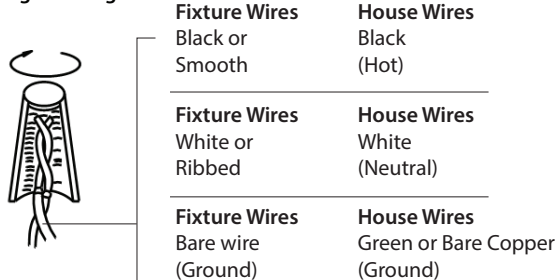 Fixture Wires House Wires
Black or Black
Smooth (Hot)
Fixture Wires House Wires
White or White
Ribbed (Neutral)
Fixture Wires House Wires
Bare wire Green or Bare Copper
(Ground) (Ground)